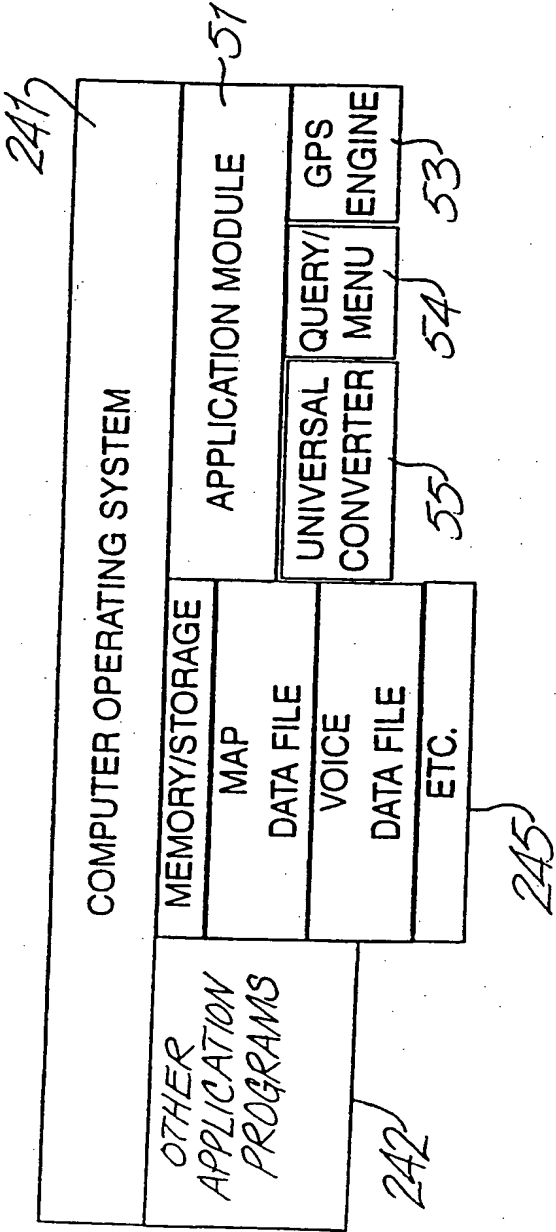 241
COMPUTER OPERATING SYSTEM
OTHER
APPLICATION
PROGRAMS
242
MEMORY/STORAGE
MAP
DATA FILE
VOICE
DATA FILE
ETC.
245
APPLICATION MODULE
51
UNIVERSAL
CONVERTER
55
QUERY/
MENU
54
GPS
ENGINE
53